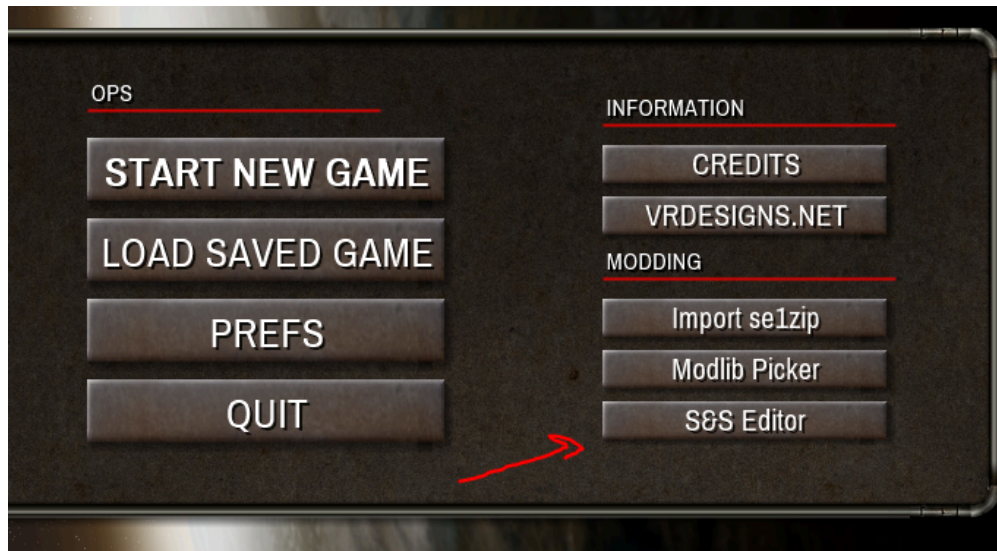 OPS
START NEW GAME
LOAD SAVED GAME
PREFS
QUIT
INFORMATION
CREDITS
VRDESIGNS.NET
MODDING
Import se1zip
Modlib Picker
S&S Editor